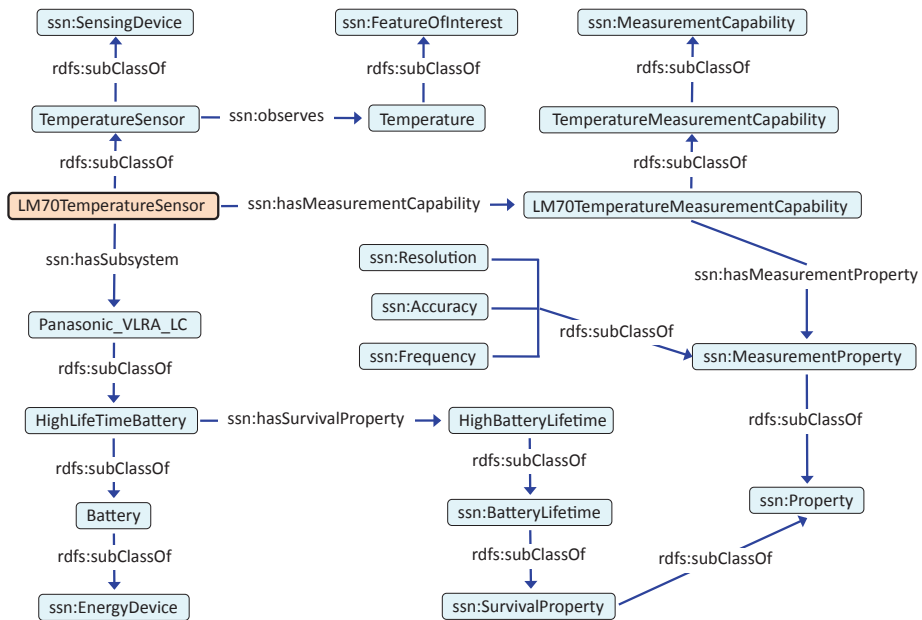 ssn:SensingDevice
ssn:FeatureOfInterest
ssn:MeasurementCapability
rdfs:subClassOf
rdfs:subClassOf
rdfs:subClassOf
TemperatureSensor
ssn:observes
Temperature
TemperatureMeasurementCapability
rdfs:subClassOf
rdfs:subClassOf
LM70TemperatureSensor
ssn:hasMeasurementCapability
LM70TemperatureMeasurementCapability
ssn:hasSubsystem
ssn:Resolution
ssn:hasMeasurementProperty
ssn:Accuracy
Panasonic_VLRA_LC
rdfs:subClassOf
ssn:Frequency
ssn:MeasurementProperty
rdfs:subClassOf
HighLifeTimeBattery
ssn:hasSurvivalProperty
HighBatteryLifetime
rdfs:subClassOf
rdfs:subClassOf
rdfs:subClassOf
ssn:Property
Battery
ssn:BatteryLifetime
rdfs:subClassOf
rdfs:subClassOf
rdfs:subClassOf
ssn:EnergyDevice
ssn:SurvivalProperty